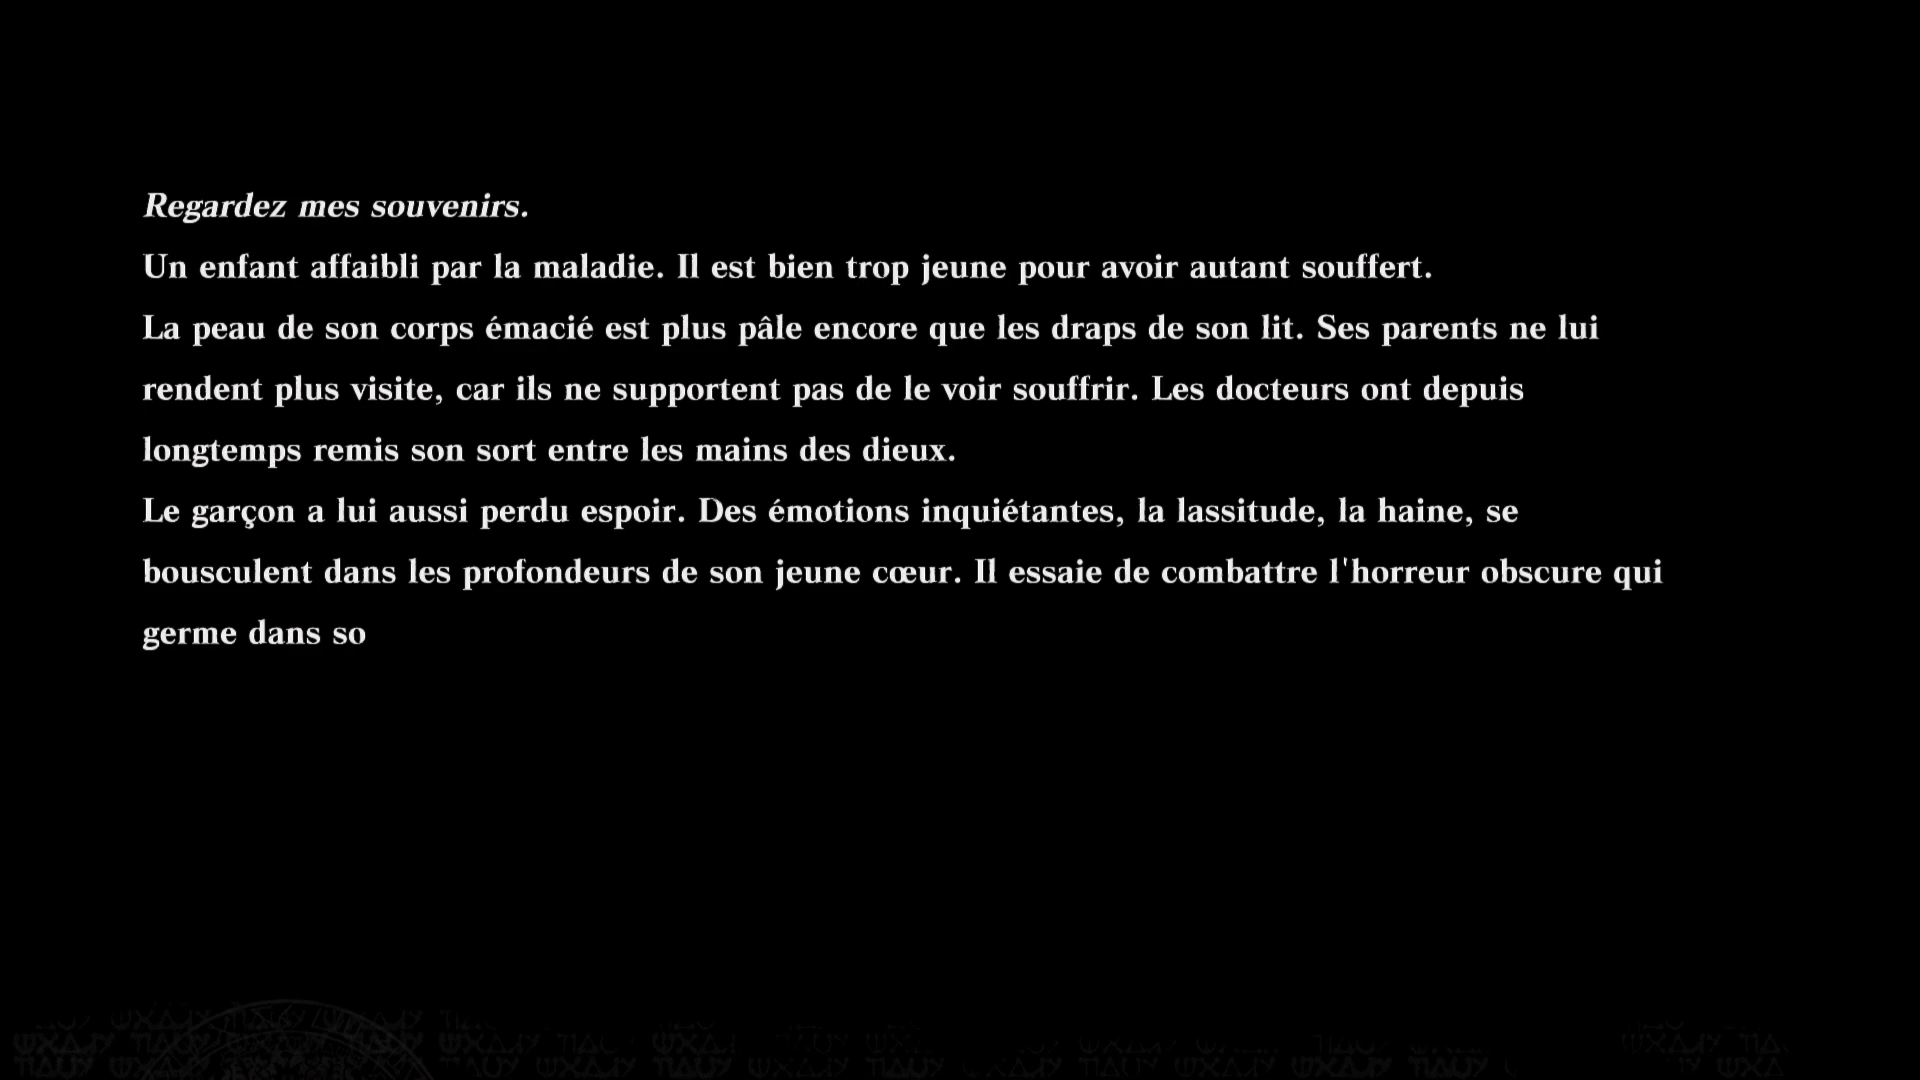 Regardez mes souvenirs.
Un enfant affaibli par la maladie. Il est bien trop jeune pour avoir autant souffert.
La peau de son corps émacié est plus pâle encore que les draps de son lit. Ses parents ne lui
rendent plus visite, car ils ne supportent pas de le voir souffrir. Les docteurs ont depuis
longtemps remis son sort entre les mains des dieux.
Le garçon a lui aussi perdu espoir. Des émotions inquiétantes, la lassitude, la haine, se
bousculent dans les profondeurs de son jeune cœur. Il essaie de combattre l'horreur obscure qui
germe dans so